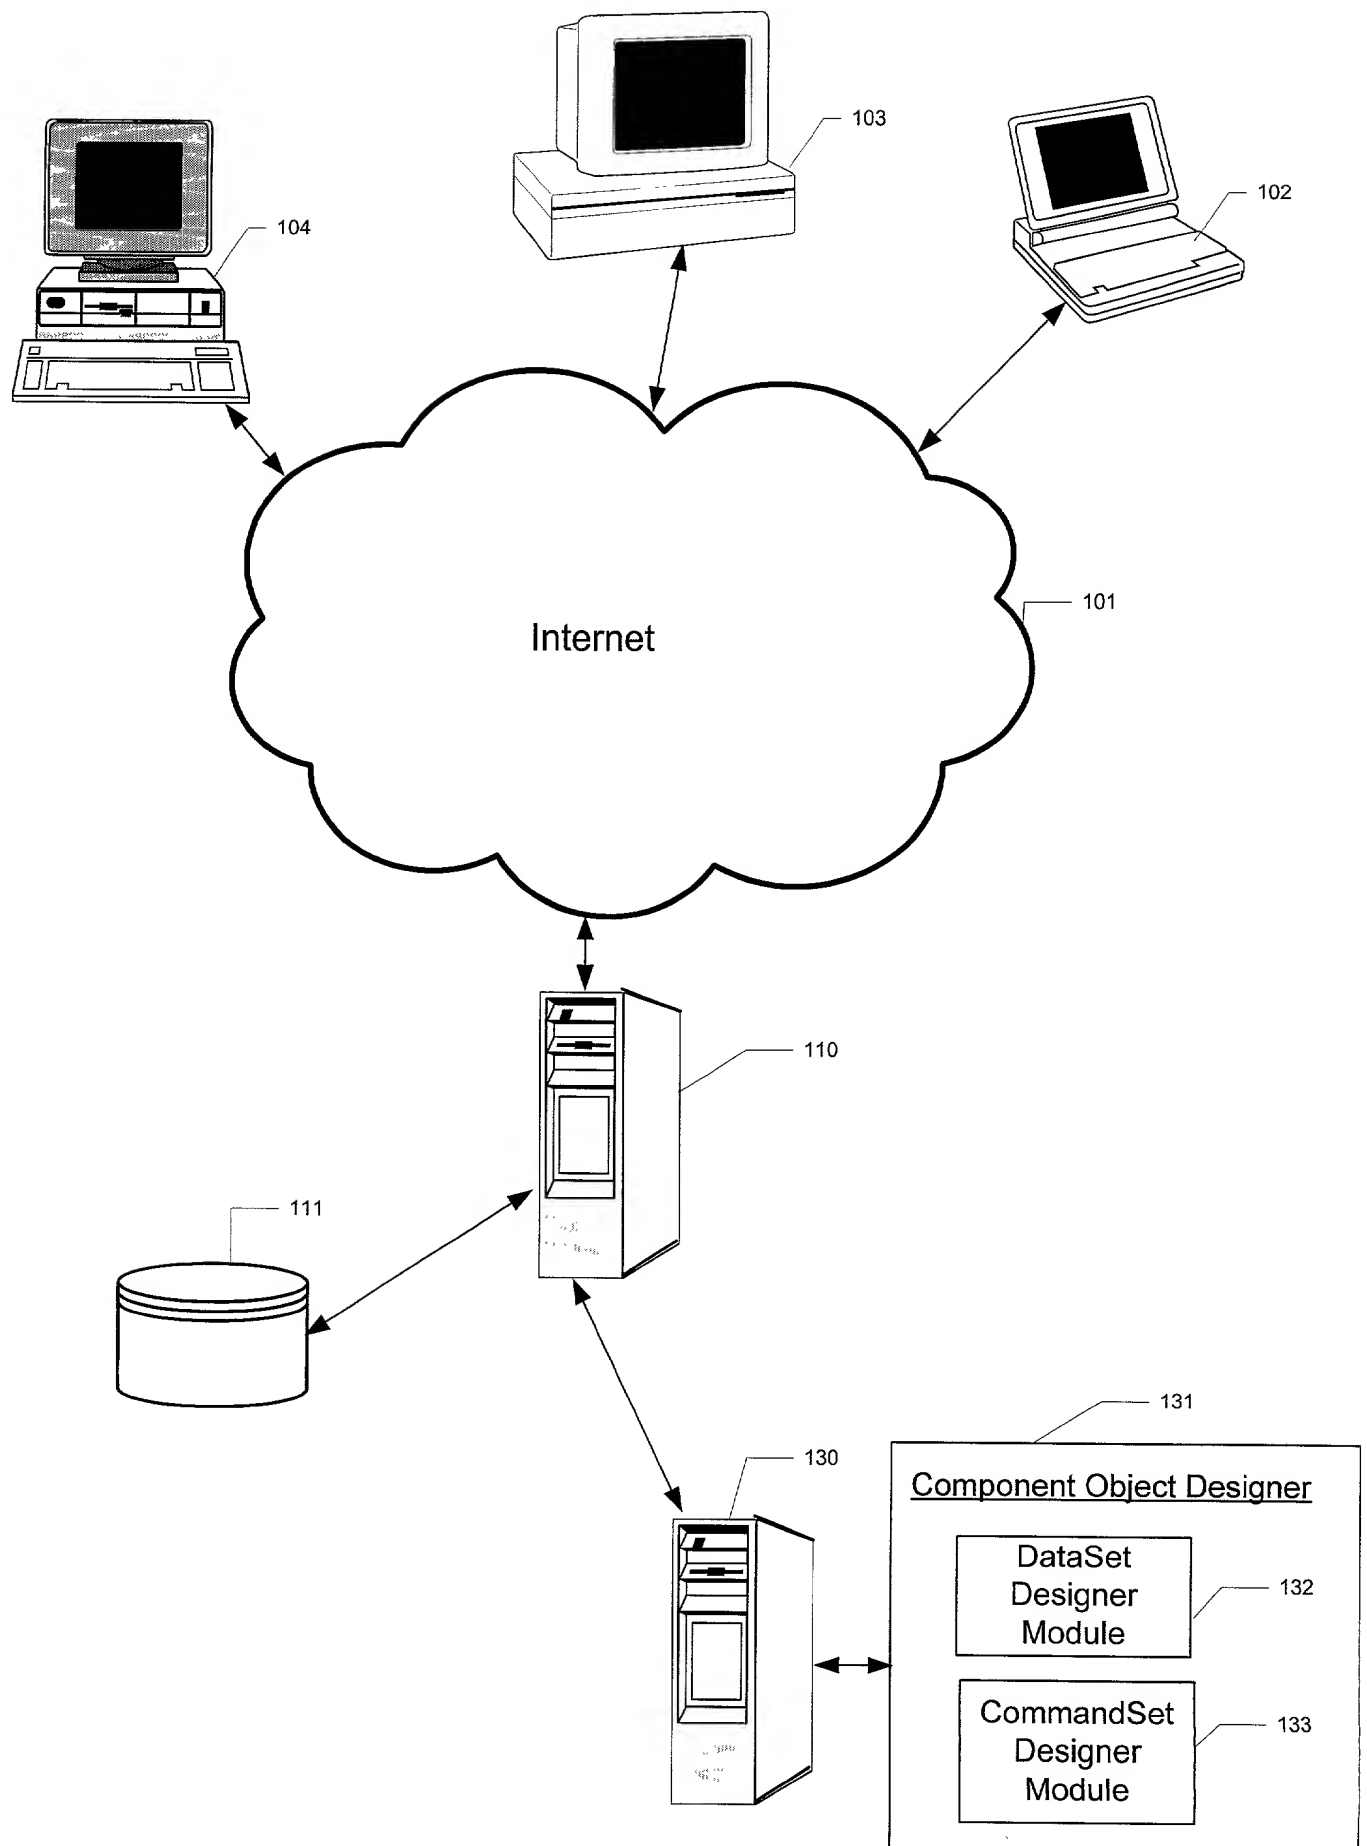 103
102
104
101
Internet
110
111
131
130
Component Object Designer
DataSet
Designer
Module
132
CommandSet
Designer
Module
133